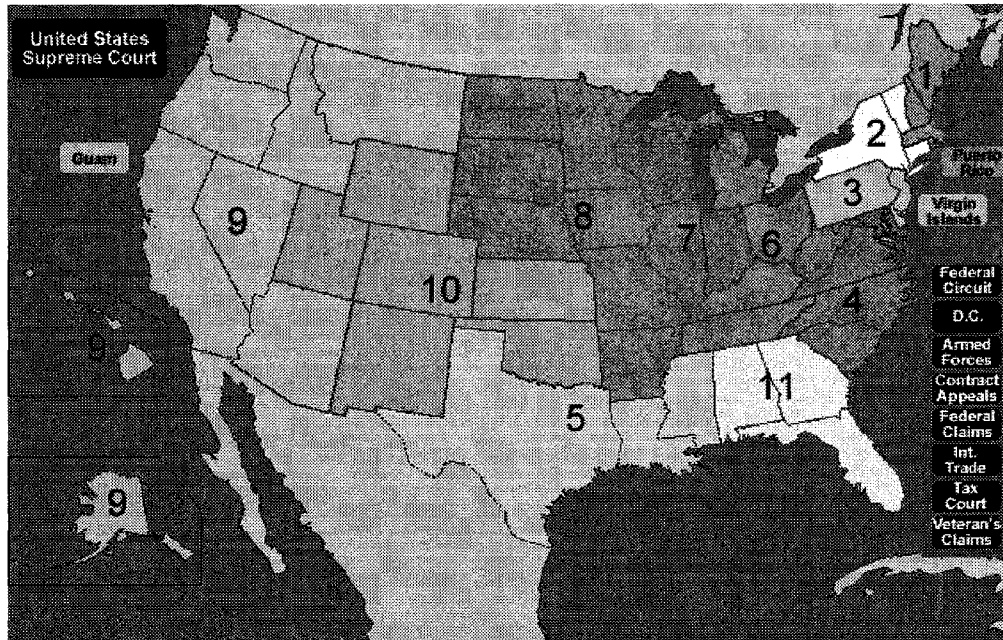 United States
Supreme Court
1
2
Guam
Puerto
Rico
3
Virgin
Islands
9
8
7
6
10
4
Federal
Circuit
D.C.
9
Armed
Forces
11
Contract
Appeals
5
Federal
Claims
Int.
Trade
9
Tax
Court
Veteran's
Claims